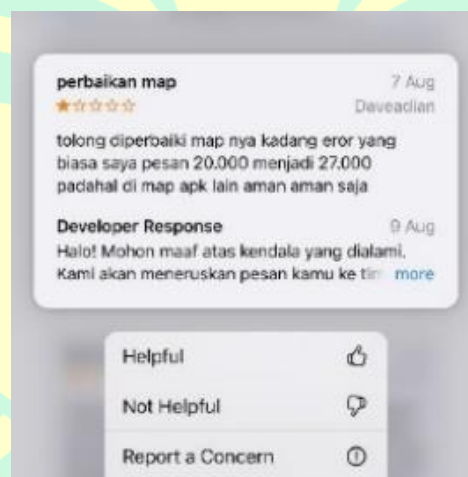 perbaikan map
7 Aug
Daveadian
tolong diperbaiki map nya kadang eror yang
biasa saya pesan 20.000 menjadi 27.000
padahal di map apk lain aman aman saja
Developer Response
9 Aug
Halo! Mohon maaf atas kendala yang dialami.
Kami akan meneruskan pesan kamu ke tim more
Helpful
Not Helpful
Report a Concern